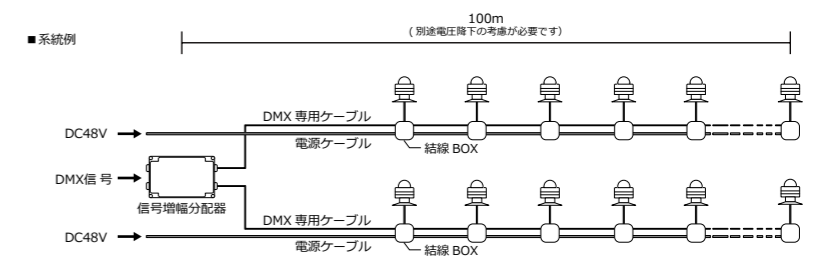 100m
(別途電圧降下の考慮が必要です)
■系統例
DMX 専用ケーブル
DC48V
電源ケーブル
結線 BOX
DMX信 号
信号増幅分配器
DMX 専用ケーブル
DC48V
電源ケーブル
結線 BOX